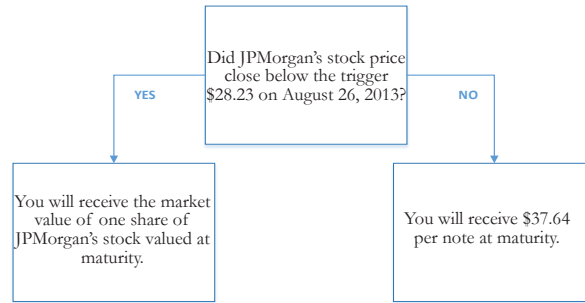 Did JPMorgan's stock price
close below the trigger
$28.23 on August 26, 2013?
YES
NO
You will receive the market
value of one share of
JPMorgan's stock valued at
maturity.
You will receive $37.64
per note at maturity.